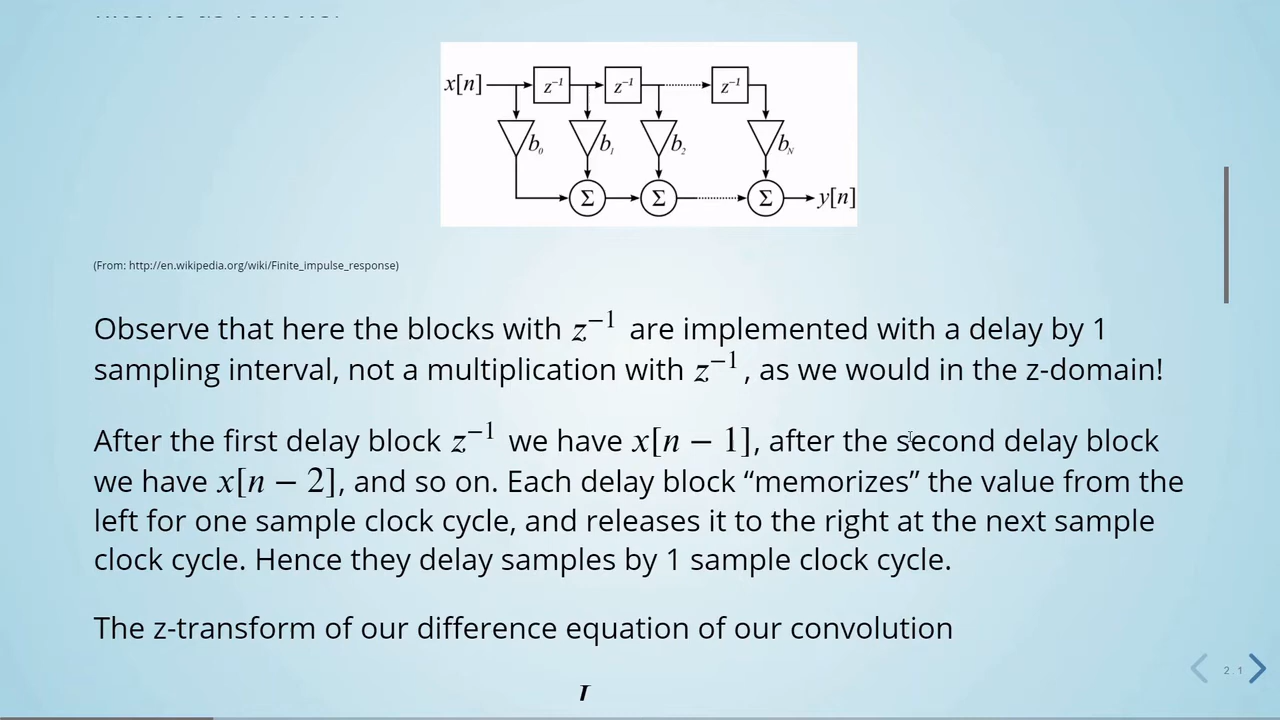 x[n] z⁻¹ z⁻¹ z⁻¹
b₀ b₁ b₂ bN
Σ Σ Σ y[n]
(From: http://en.wikipedia.org/wiki/Finite_impulse_response)
Observe that here the blocks with z⁻¹ are implemented with a delay by 1
sampling interval, not a multiplication with z⁻¹, as we would in the z-domain!
After the first delay block z⁻¹ we have x[n − 1], after the second delay block
we have x[n − 2], and so on. Each delay block “memorizes” the value from the
left for one sample clock cycle, and releases it to the right at the next sample
clock cycle. Hence they delay samples by 1 sample clock cycle.
The z-transform of our difference equation of our convolution
2.1